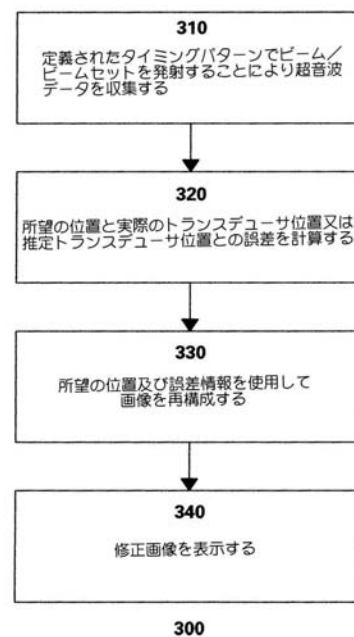 310
定義されたタイミングパターンでビーム／
ビームセットを発射することにより超音波
データを収集する
320
所望の位置と実際のトランスデューサ位置又は
推定トランスデューサ位置との誤差を計算する
330
所望の位置及び誤差情報を使用して
画像を再構成する
340
修正画像を表示する
300